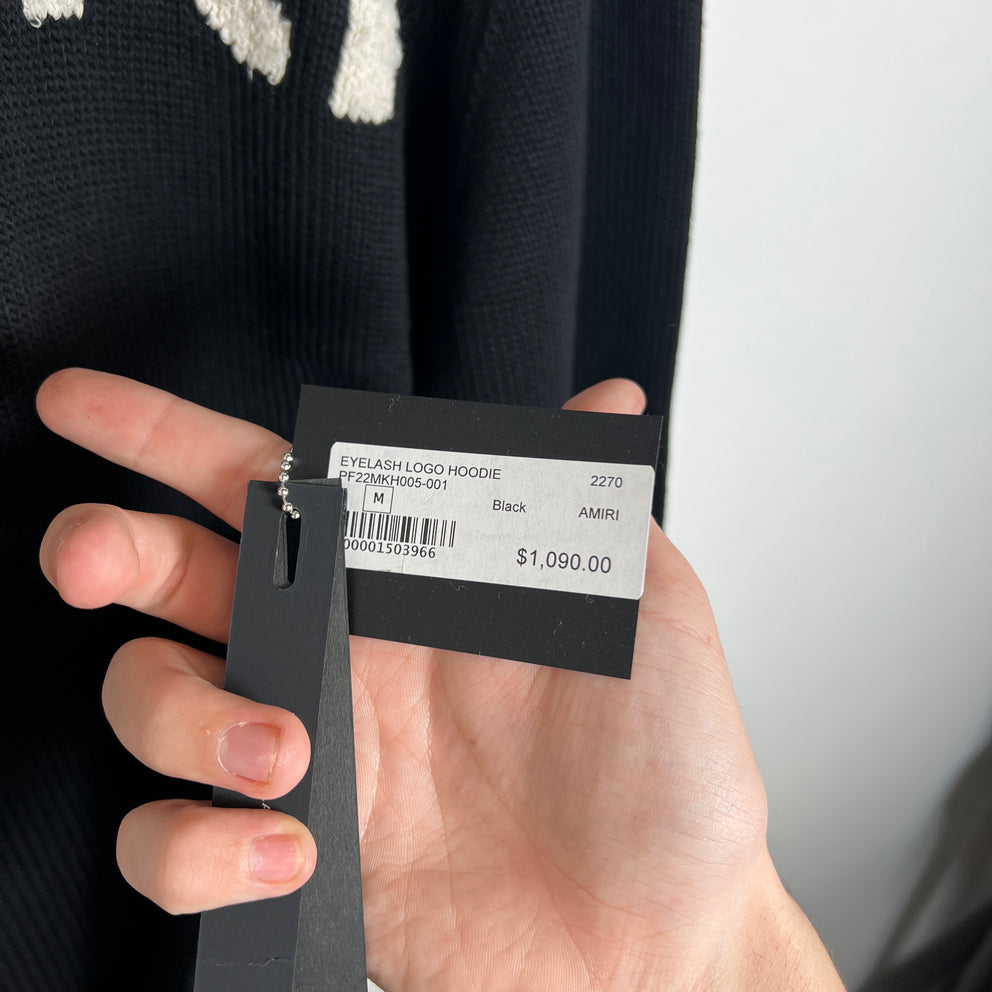 EYELASH LOGO HOODIE 2270
PF22MKH005-001
M Black AMIRI
00001503966 $1,090.00